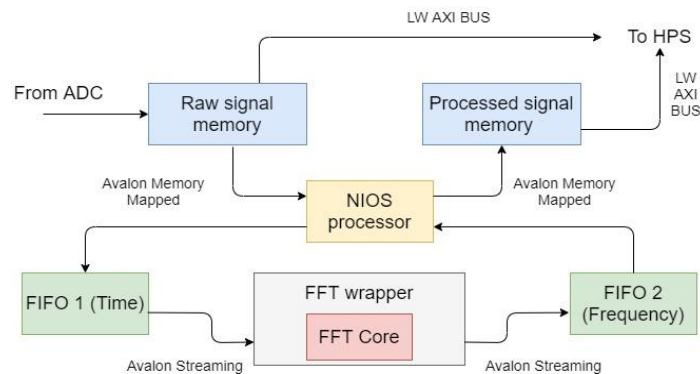 LW AXI BUS
To HPS
From ADC
Raw signal
memory
Processed signal
memory
LW
AXI
BUS
Avalon Memory
Mapped
NIOS
processor
Avalon Memory
Mapped
FIFO 1 (Time)
FFT wrapper
FFT Core
FIFO 2
(Frequency)
Avalon Streaming
Avalon Streaming